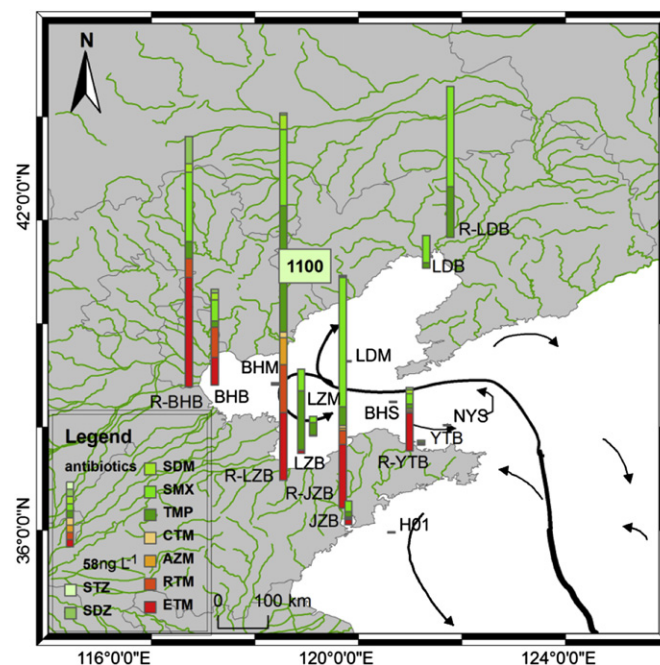 N
42°0'0"N
R-LDB
1100
LDB
LDM
BHM
R-BHB
BHB
LZM
BHS
NYS
YTB
LZB
R-YTB
R-LZB
R-JZB
JZB
H01
36°0'0"N
Legend
antibiotics
58ng L-1
STZ
SDZ
SDM
SMX
TMP
CTM
AZM
RTM
ETM
0 100 km
116°0'0"E 120°0'0"E 124°0'0"E